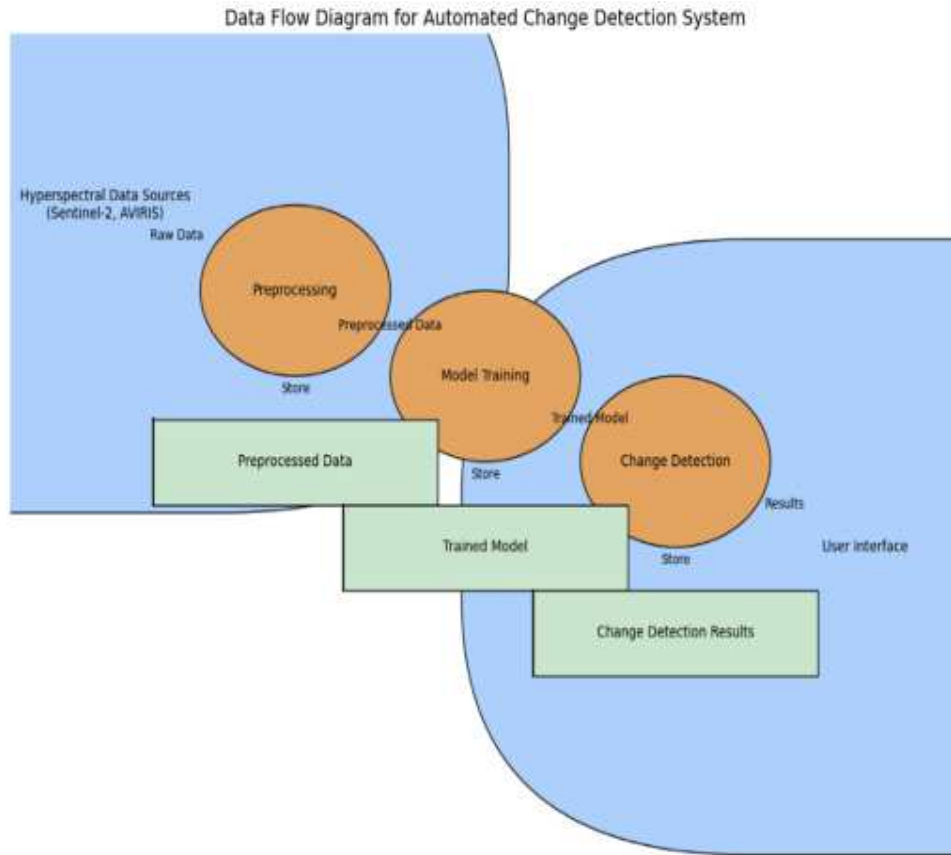 Data Flow Diagram for Automated Change Detection System
Hyperspectral Data Sources
(Sentinel-2, AVIRIS)
Raw Data
Preprocessing
Preprocessed Data
Model Training
Store
Trained Model
Preprocessed Data
Change Detection
Store
Results
Trained Model
User Interface
Store
Change Detection Results